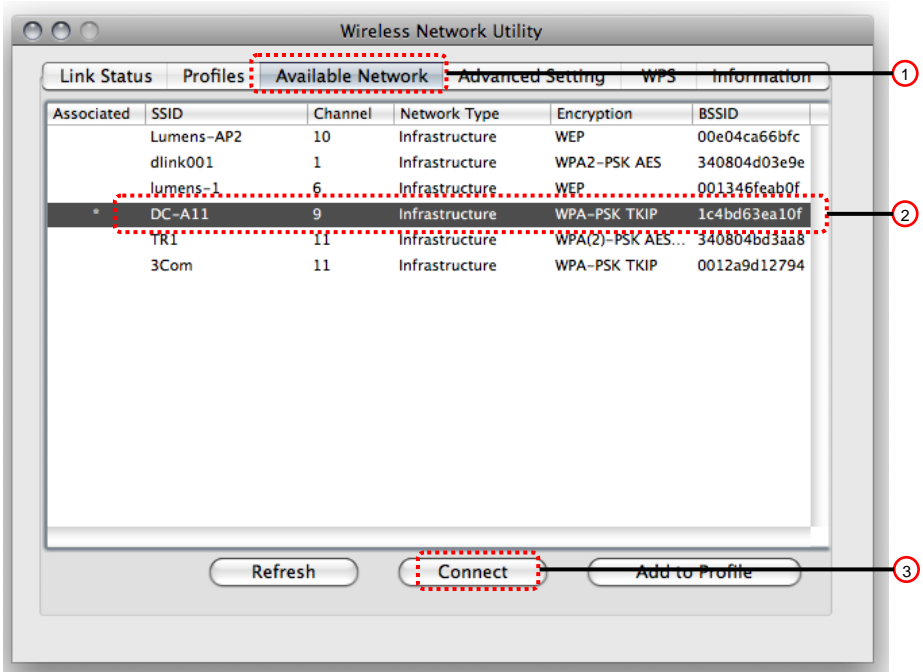 Wireless Network Utility
Link Status Profiles Available Network Advanced Setting WPS Information
1
Associated SSID Channel Network Type Encryption BSSID
Lumens-AP2 10 Infrastructure WEP 00e04ca66bfc
dlink001 1 Infrastructure WPA2-PSK AES 340804d03e9e
lumens-1 6 Infrastructure WEP 001346feab0f
* DC-A11 9 Infrastructure WPA-PSK TKIP 1c4bd63ea10f
2
TR1 11 Infrastructure WPA(2)-PSK AES... 340804bd3aa8
3Com 11 Infrastructure WPA-PSK TKIP 0012a9d12794
Refresh Connect Add to Profile
3